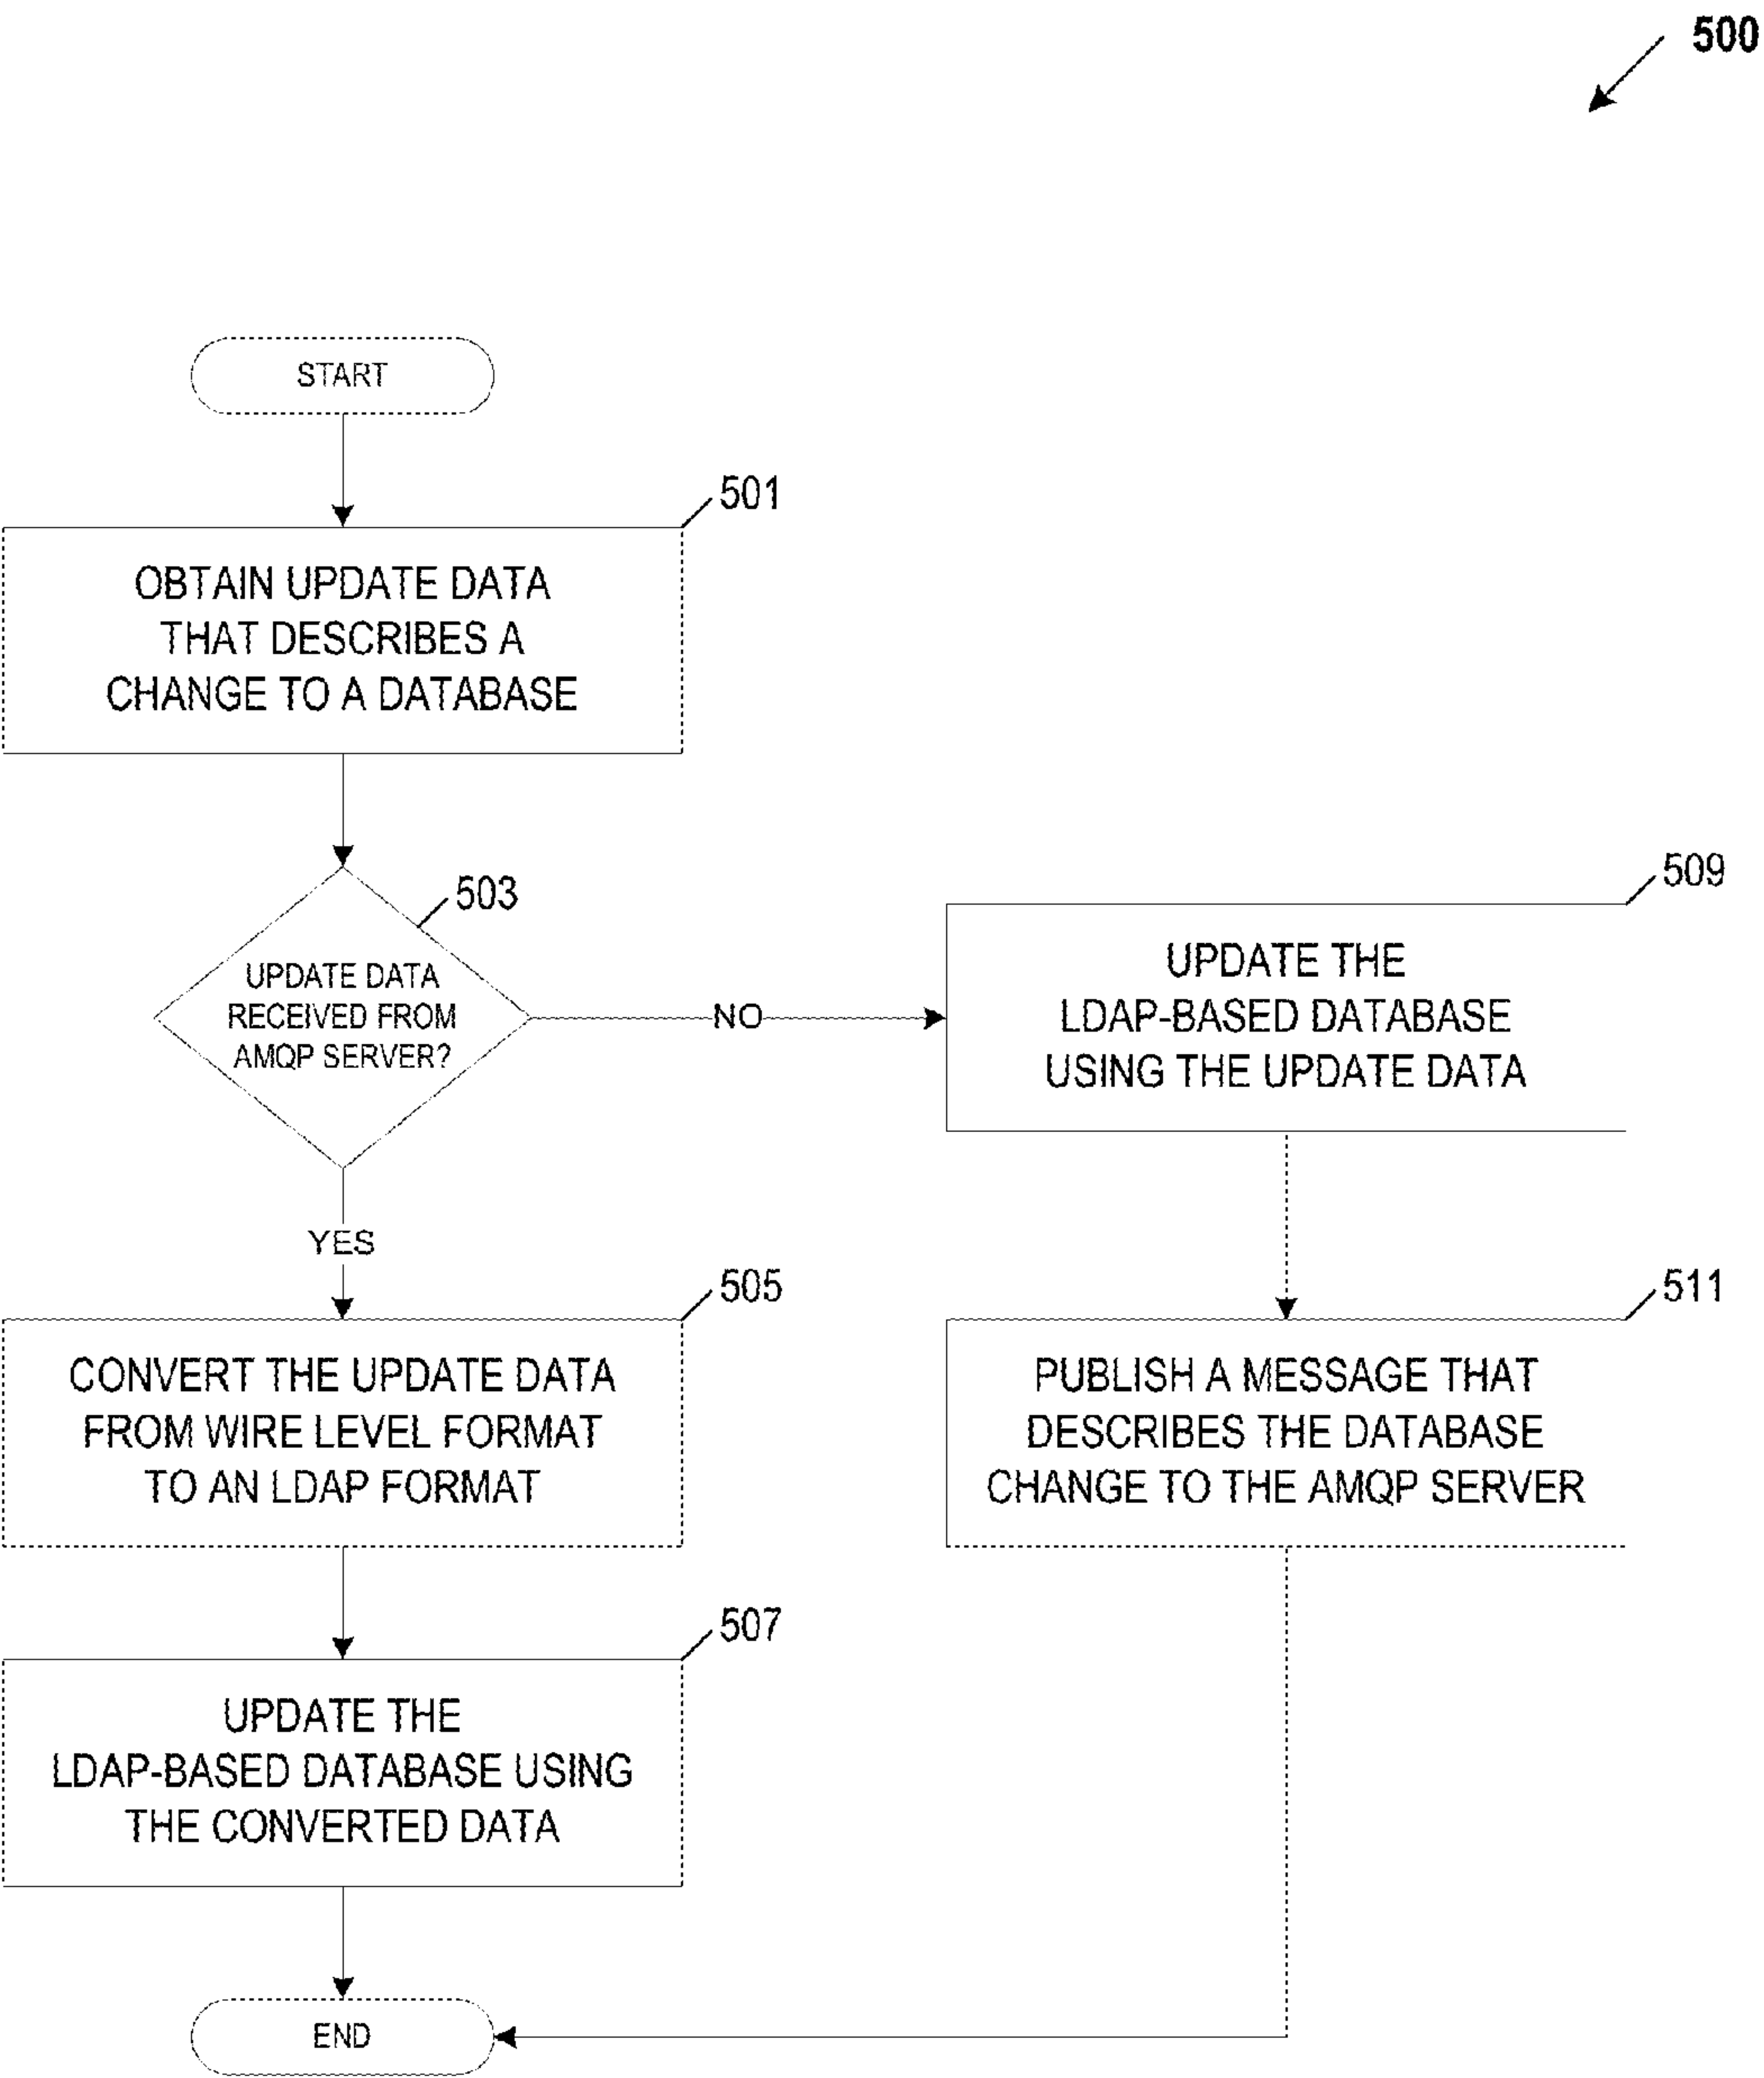 500
START
501
OBTAIN UPDATE DATA
THAT DESCRIBES A
CHANGE TO A DATABASE
503
UPDATE DATA
RECEIVED FROM
AMQP SERVER?
NO
509
UPDATE THE
LDAP-BASED DATABASE
USING THE UPDATE DATA
YES
505
CONVERT THE UPDATE DATA
FROM WIRE LEVEL FORMAT
TO AN LDAP FORMAT
511
PUBLISH A MESSAGE THAT
DESCRIBES THE DATABASE
CHANGE TO THE AMQP SERVER
507
UPDATE THE
LDAP-BASED DATABASE USING
THE CONVERTED DATA
END